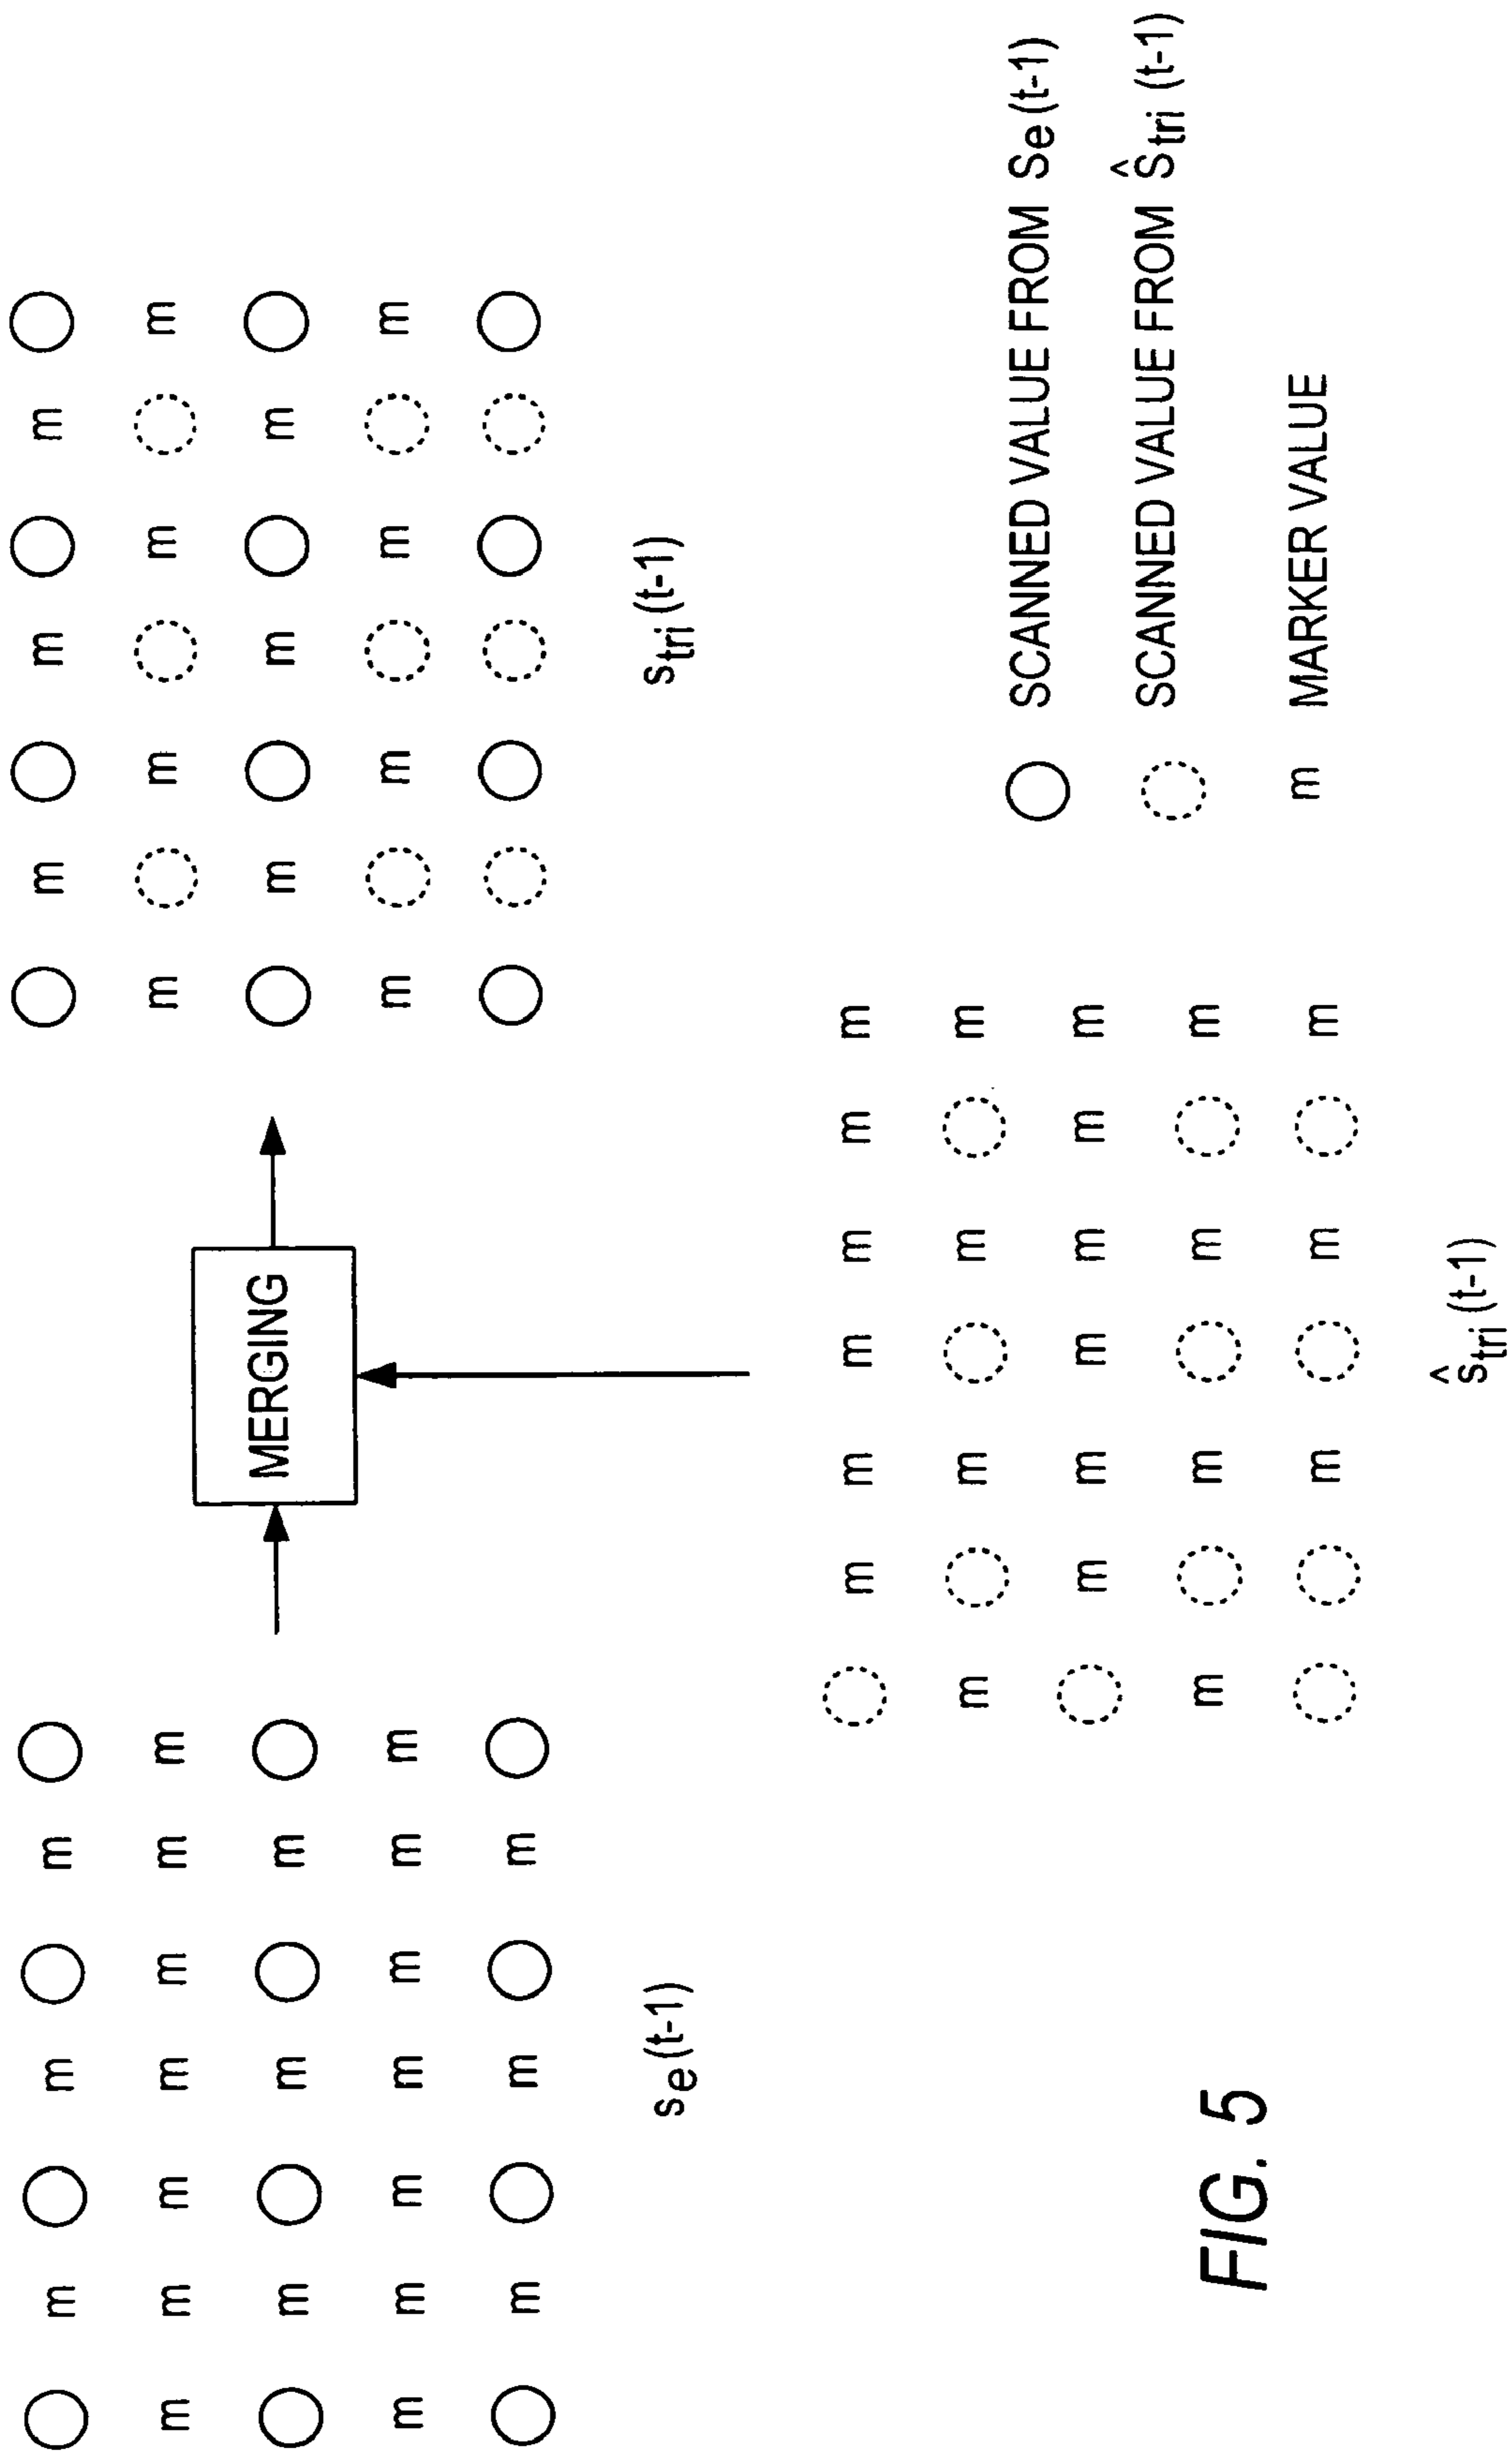 m m m
m m m m m m m
m m m
m m m m m m m
m m m
se (t-1)
MERGING
m m m
m m m m
m m m
m m m m
stri (t-1)
m m m m m m
m m m m
m m m m m m
m m m m
m m m
ŝtri (t-1)
SCANNED VALUE FROM Se (t-1)
SCANNED VALUE FROM Ŝtri (t-1)
m MARKER VALUE
FIG. 5